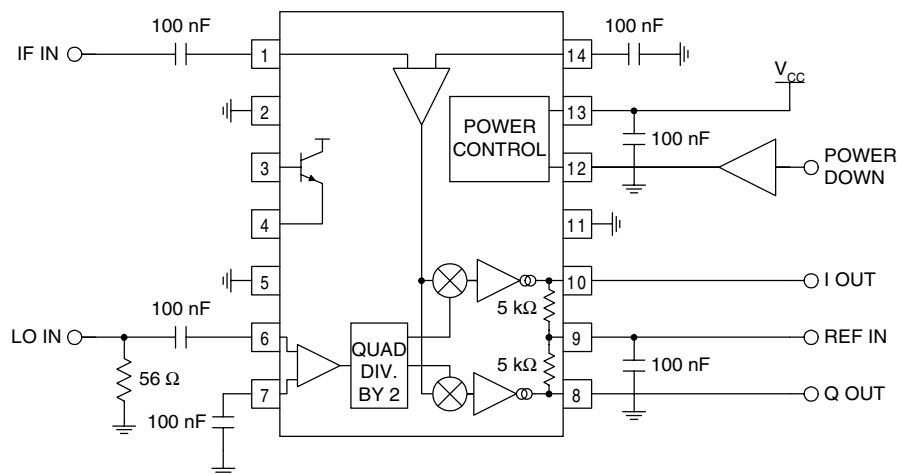 100 nF
100 nF
IF IN
1
14
VCC
2
13
POWER
CONTROL
100 nF
3
12
POWER
DOWN
4
11
5
10
I OUT
100 nF
5 kΩ
LO IN
6
9
REF IN
QUAD
DIV.
BY 2
5 kΩ
56 Ω
7
100 nF
8
Q OUT
100 nF